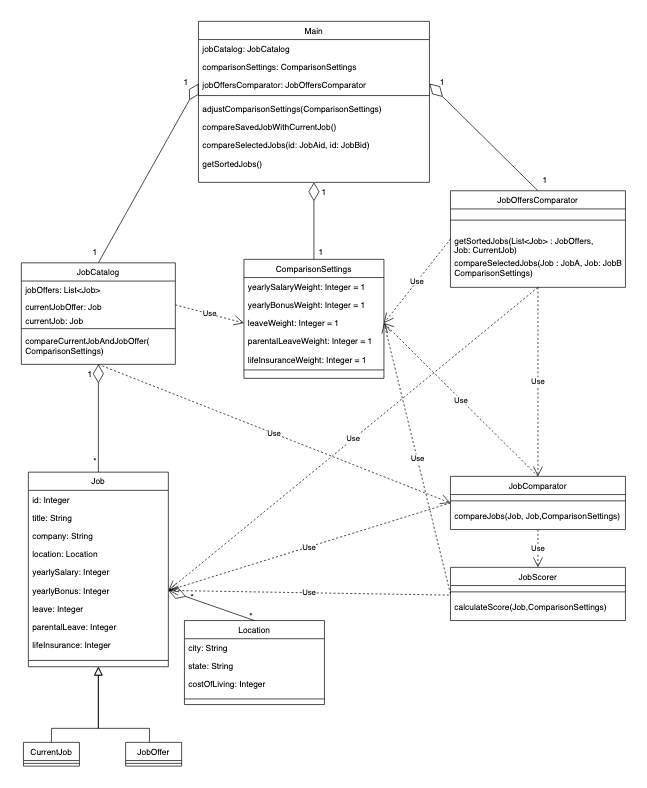 Main
jobCatalog: JobCatalog
comparisonSettings: ComparisonSettings
jobOffersComparator: JobOffersComparator
adjustComparisonSettings(ComparisonSettings)
compareSavedJobWithCurrentJob()
compareSelectedJobs(id: JobAid, id: JobBid)
getSortedJobs()
1
1
1
1
1
1
JobOffersComparator
getSortedJobs(List<Job> : JobOffers,
Job: CurrentJob)
compareSelectedJobs(Job : JobA, Job: JobB
ComparisonSettings)
JobCatalog
jobOffers: List<Job>
currentJobOffer: Job
currentJob: Job
compareCurrentJobAndJobOffer(
ComparisonSettings)
ComparisonSettings
yearlySalaryWeight: Integer = 1
yearlyBonusWeight: Integer = 1
leaveWeight: Integer = 1
parentalLeaveWeight: Integer = 1
lifeInsuranceWeight: Integer = 1
Use
Use
1
Use
Use
Use
Use
Use
*
Job
id: Integer
title: String
company: String
location: Location
yearlySalary: Integer
yearlyBonus: Integer
leave: Integer
parentalLeave: Integer
lifeInsurance: Integer
JobComparator
compareJobs(Job, Job,ComparisonSettings)
Use
Use
JobScorer
calculateScore(Job,ComparisonSettings)
Use
*
*
Location
city: String
state: String
costOfLiving: Integer
CurrentJob
JobOffer